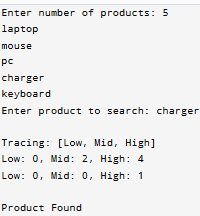 Enter number of products: 5
laptop
mouse
pc
charger
keyboard
Enter product to search: charger
Tracing: [Low, Mid, High]
Low: 0, Mid: 2, High: 4
Low: 0, Mid: 0, High: 1
Product Found